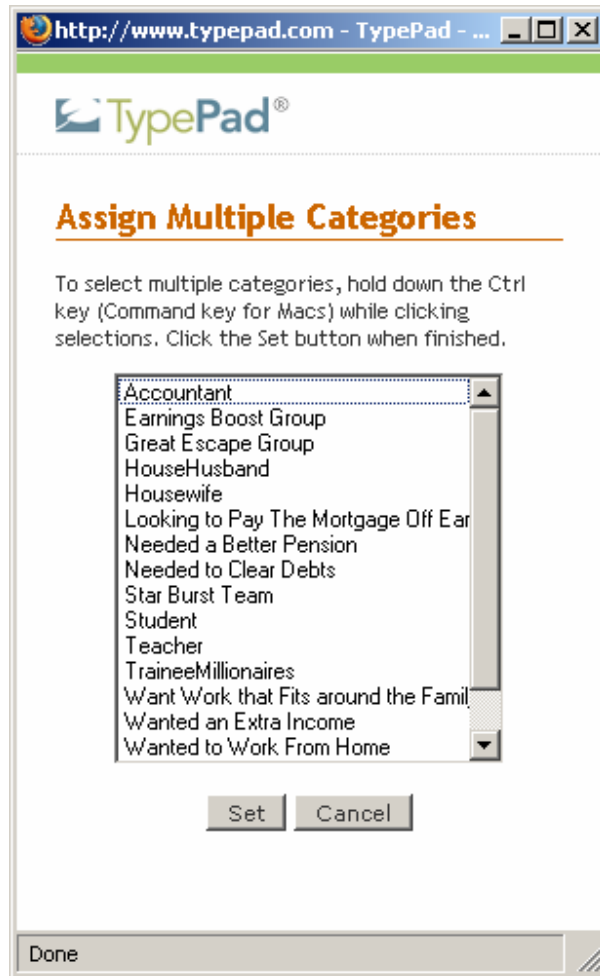 http://www.typepad.com - TypePad - ...
TypePad®
Assign Multiple Categories
To select multiple categories, hold down the Ctrl
key (Command key for Macs) while clicking
selections. Click the Set button when finished.
Accountant
Earnings Boost Group
Great Escape Group
HouseHusband
Housewife
Looking to Pay The Mortgage Off Ear
Needed a Better Pension
Needed to Clear Debts
Star Burst Team
Student
Teacher
TraineeMillionaires
Want Work that Fits around the Famil
Wanted an Extra Income
Wanted to Work From Home
Set Cancel
Done